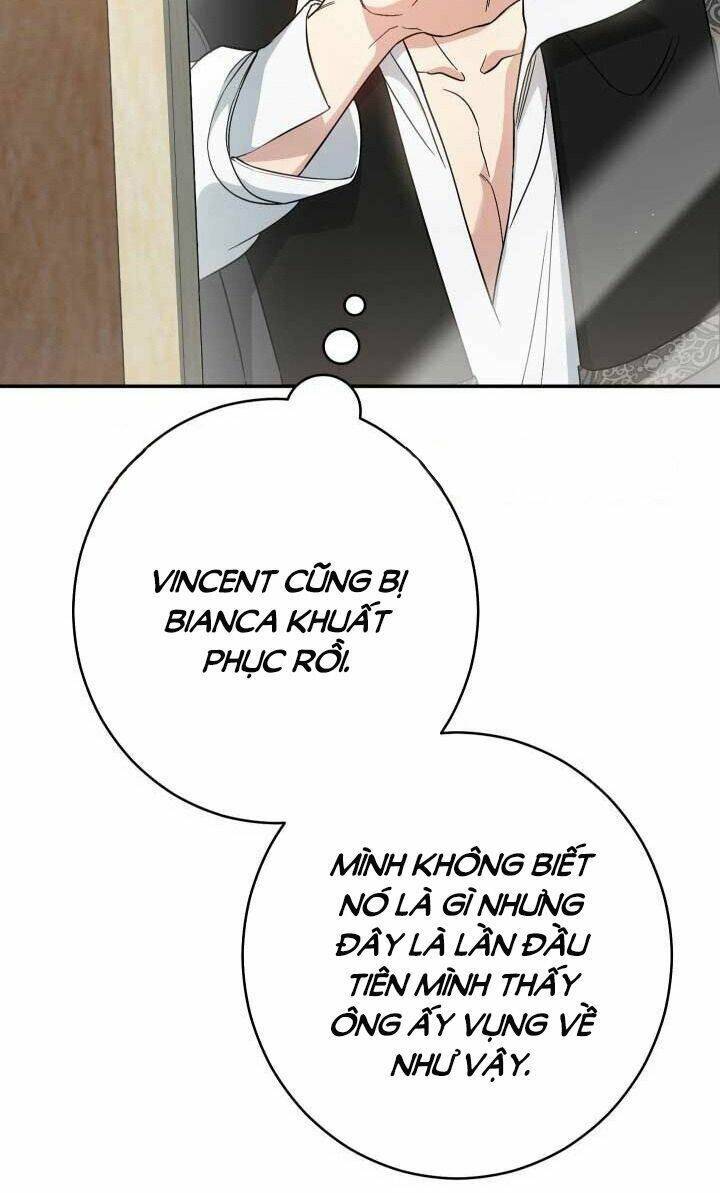 VINCENT CŨNG BỊ
BIANCA KHUẤT
PHỤC RỒI.
MÌNH KHÔNG BIẾT
NÓ LÀ GÌ NHƯNG
ĐÂY LÀ LẦN ĐẦU
TIÊN MÌNH THẤY
ÔNG ẤY VỤNG VỀ
NHƯ VẬY.